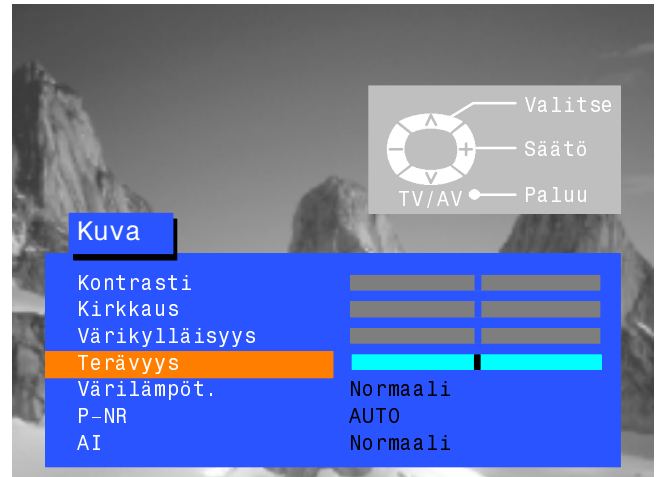 Valitse
Säätö
TV/AV Paluu
Kuva
Kontrasti
Kirkkaus
Värikylläisyys
Terävyys
Värilämpöt. Normaali
P-NR AUTO
AI Normaali